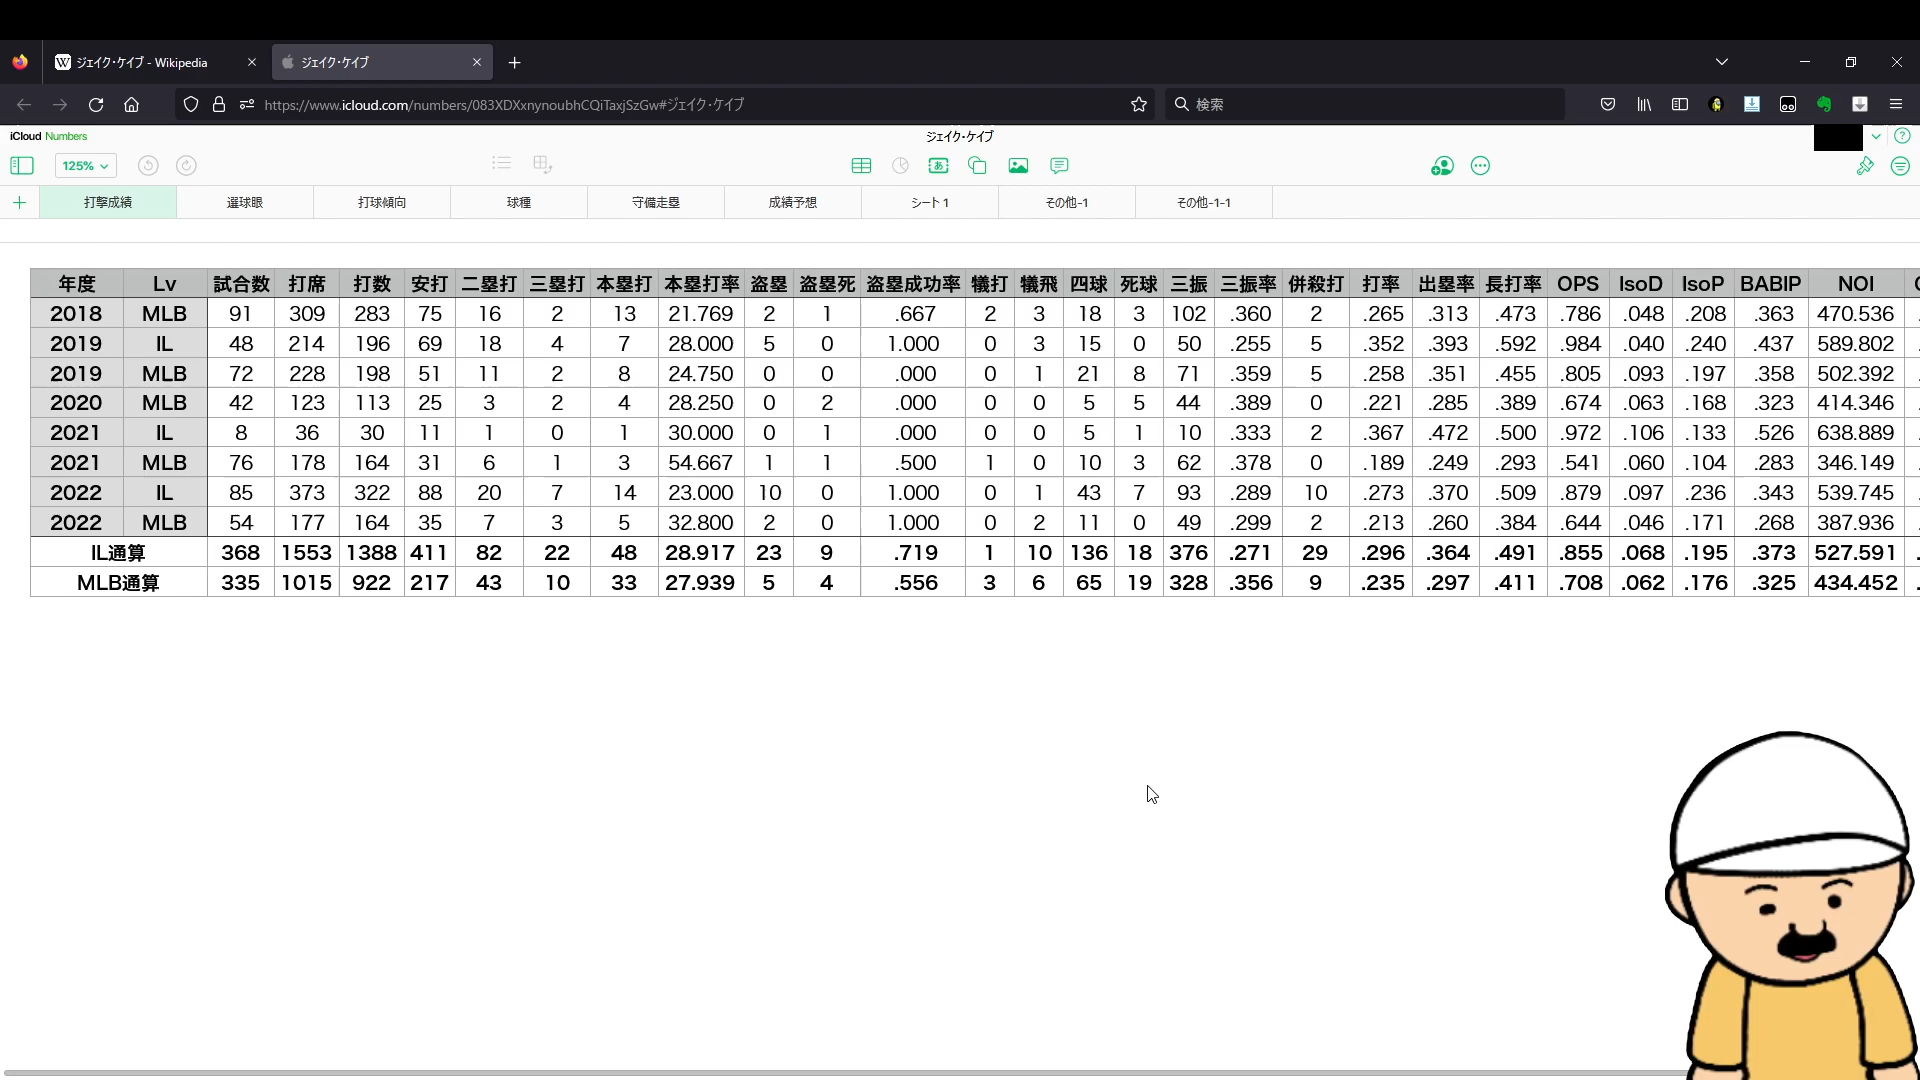 ジェイク・ケイブ - Wikipedia
ジェイク・ケイブ
https://www.icloud.com/numbers/083XDXxnynoubhCQiTaxjSzGw#ジェイク・ケイブ
検索
iCloud Numbers
ジェイク・ケイブ
125%
あ
打撃成績 選球眼 打球傾向 球種 守備走塁 成績予想 シート 1 その他-1 その他-1-1
年度 Lv 試合数 打席 打数 安打 二塁打 三塁打 本塁打 本塁打率 盗塁 盗塁死 盗塁成功率 犠打 犠飛 四球 死球 三振 三振率 併殺打 打率 出塁率 長打率 OPS IsoD IsoP BABIP NOI
2018 MLB 91 309 283 75 16 2 13 21.769 2 1 .667 2 3 18 3 102 .360 2 .265 .313 .473 .786 .048 .208 .363 470.536
2019 IL 48 214 196 69 18 4 7 28.000 5 0 1.000 0 3 15 0 50 .255 5 .352 .393 .592 .984 .040 .240 .437 589.802
2019 MLB 72 228 198 51 11 2 8 24.750 0 0 .000 0 1 21 8 71 .359 5 .258 .351 .455 .805 .093 .197 .358 502.392
2020 MLB 42 123 113 25 3 2 4 28.250 0 2 .000 0 0 5 5 44 .389 0 .221 .285 .389 .674 .063 .168 .323 414.346
2021 IL 8 36 30 11 1 0 1 30.000 0 1 .000 0 0 5 1 10 .333 2 .367 .472 .500 .972 .106 .133 .526 638.889
2021 MLB 76 178 164 31 6 1 3 54.667 1 1 .500 1 0 10 3 62 .378 0 .189 .249 .293 .541 .060 .104 .283 346.149
2022 IL 85 373 322 88 20 7 14 23.000 10 0 1.000 0 1 43 7 93 .289 10 .273 .370 .509 .879 .097 .236 .343 539.745
2022 MLB 54 177 164 35 7 3 5 32.800 2 0 1.000 0 2 11 0 49 .299 2 .213 .260 .384 .644 .046 .171 .268 387.936
IL通算 368 1553 1388 411 82 22 48 28.917 23 9 .719 1 10 136 18 376 .271 29 .296 .364 .491 .855 .068 .195 .373 527.591
MLB通算 335 1015 922 217 43 10 33 27.939 5 4 .556 3 6 65 19 328 .356 9 .235 .297 .411 .708 .062 .176 .325 434.452